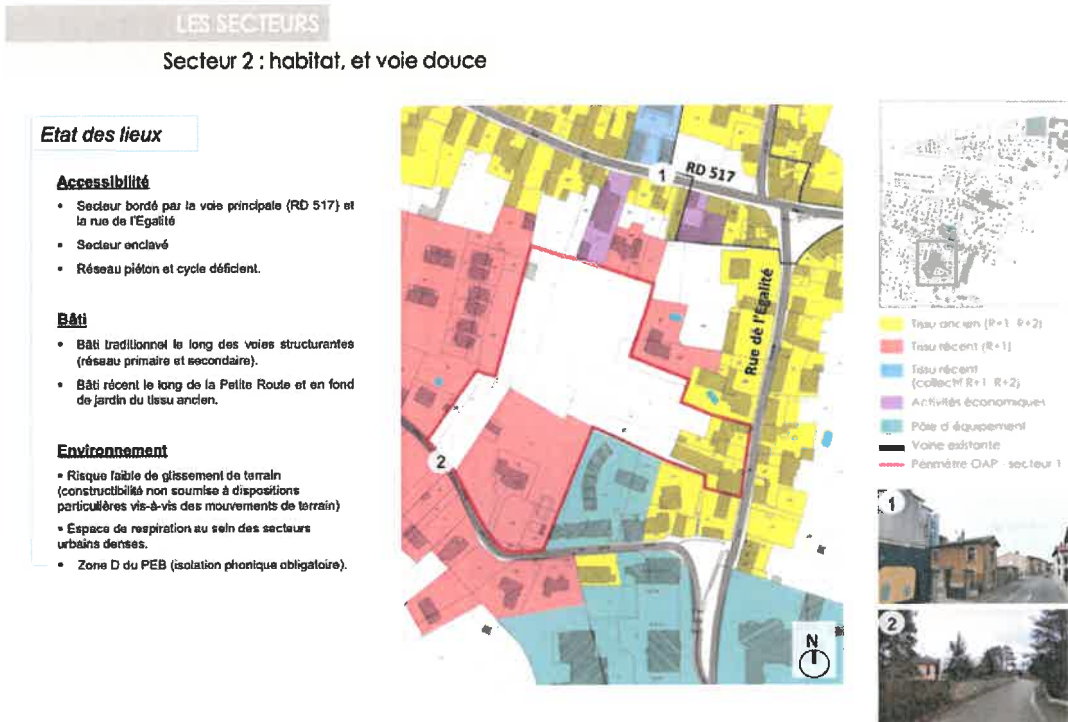 LES SECTEURS
Secteur 2 : habitat, et voie douce
Etat des lieux
Accessibilité
• Secteur bordé par la voie principale (RD 517) et
la rue de l'Egalité
• Secteur enclavé
• Réseau piéton et cycle déficient.
Bâti
• Bâti traditionnel le long des voies structurantes
(réseau primaire et secondaire).
• Bâti récent le long de la Petite Route et en fond
de jardin du tissu ancien.
Environnement
• Risque faible de glissement de terrain
(constructibilité non soumise à dispositions
particulières vis-à-vis des mouvements de terrain)
• Espace de respiration au sein des secteurs
urbains denses.
• Zone D du PEB (isolation phonique obligatoire).
1
RD 517
Rue de l'Egalité
2
N
Tissu ancien (R+1 R+2)
Tissu récent (R+1)
Tissu récent
(collectif R+1 R+2)
Activités économiques
Pôle d'équipement
Voirie existante
Périmètre OAP - secteur 1
1
2